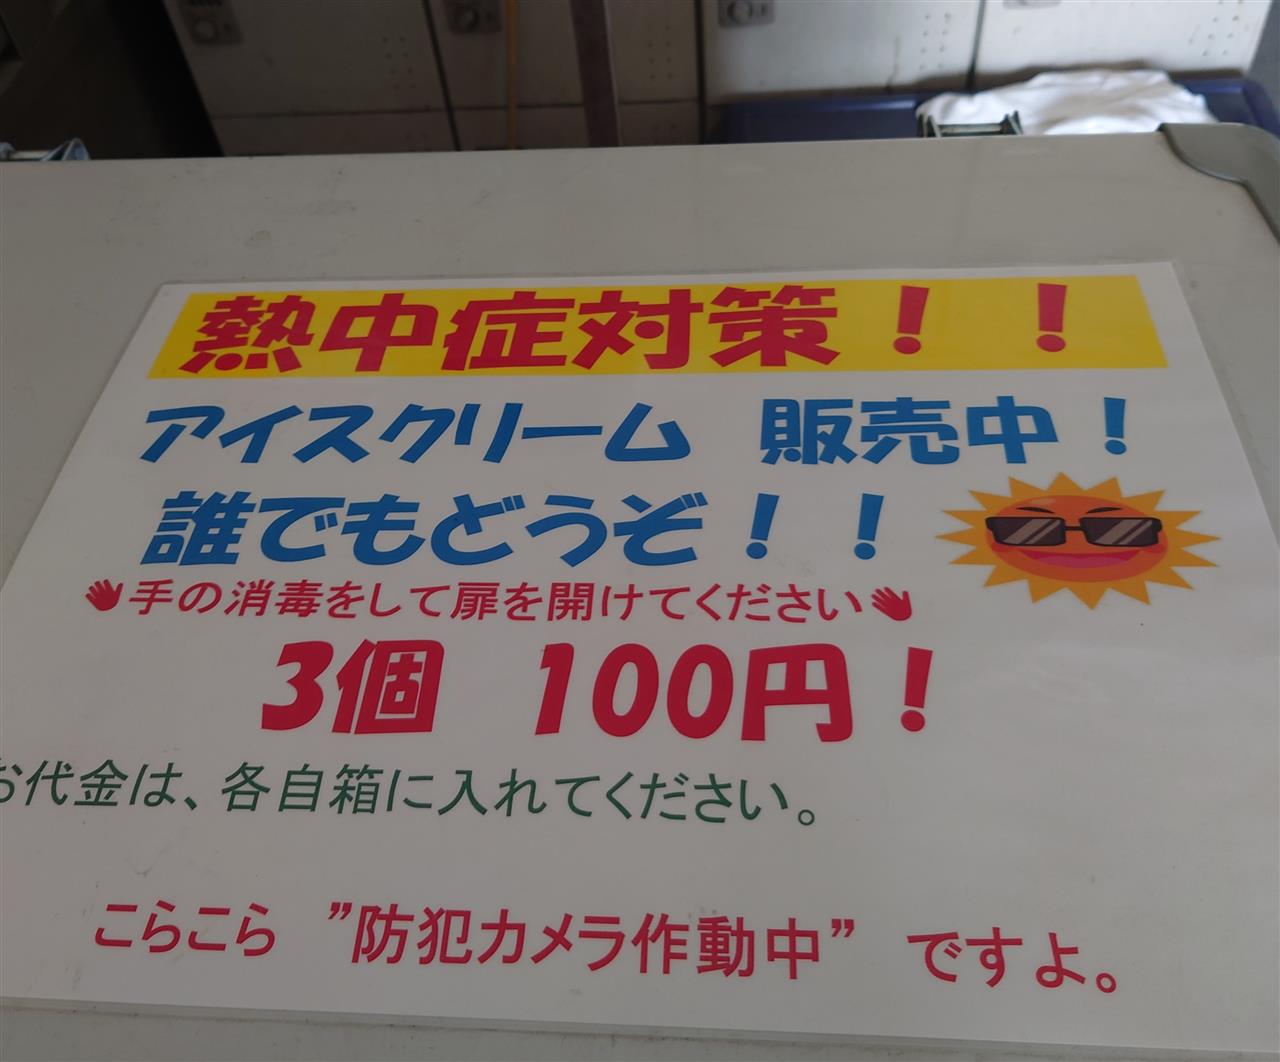 熱中症対策！！
アイスクリーム　販売中！
誰でもどうぞ！！
手の消毒をして扉を開けてください
3個　100円！
お代金は、各自箱に入れてください。
こらこら　”防犯カメラ作動中”　ですよ。